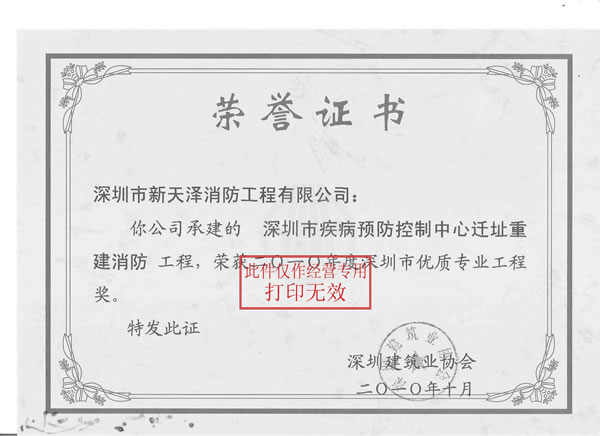 荣誉证书
深圳市新天泽消防工程有限公司：
你公司承建的 深圳市疾病预防控制中心迁址重
建消防 工程，荣获二〇一〇年度深圳市优质专业工程
奖。
此件仅作经营专用
打印无效
特发此证
深圳建筑业协会
二〇一〇年十月